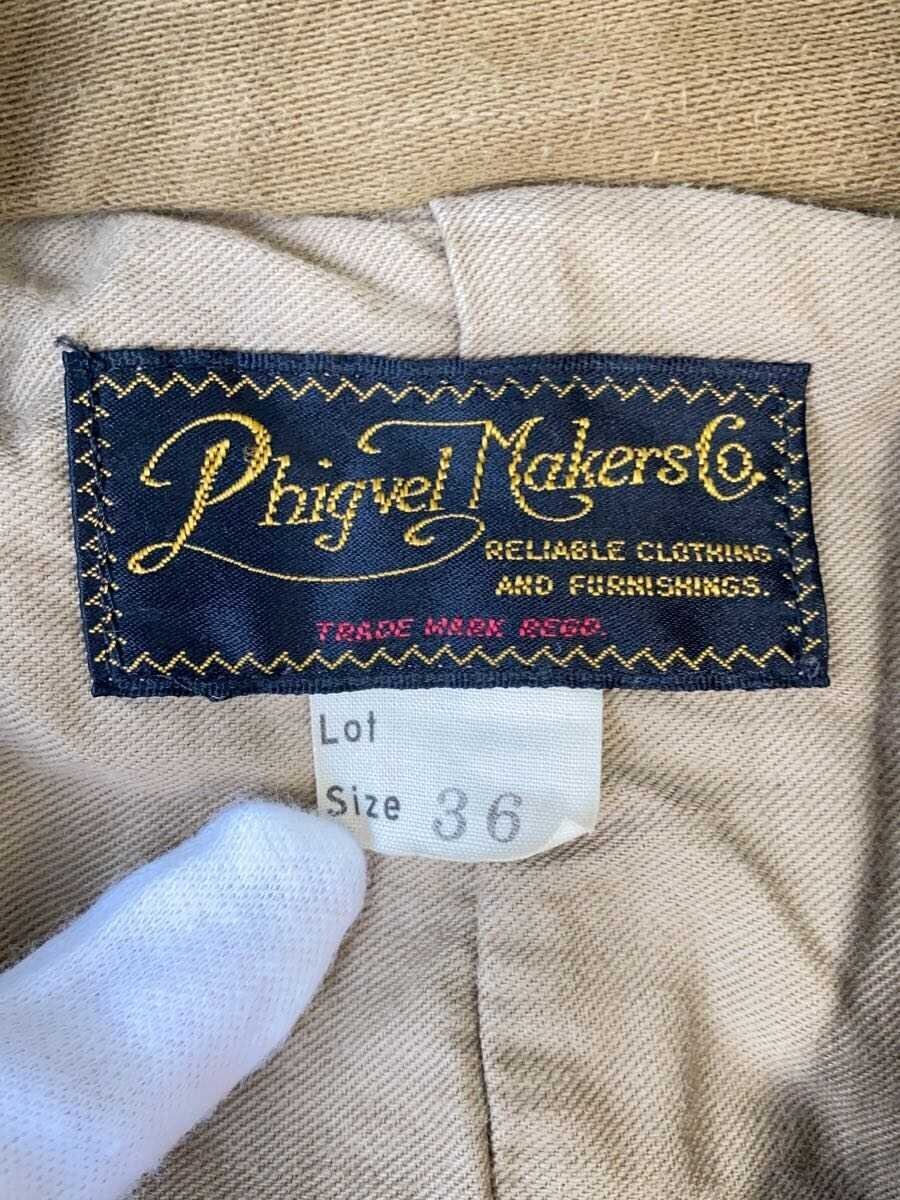 Phigvel Makers Co.
RELIABLE CLOTHING
AND FURNISHINGS.
TRADE MARK REGD.
Lot
Size 36